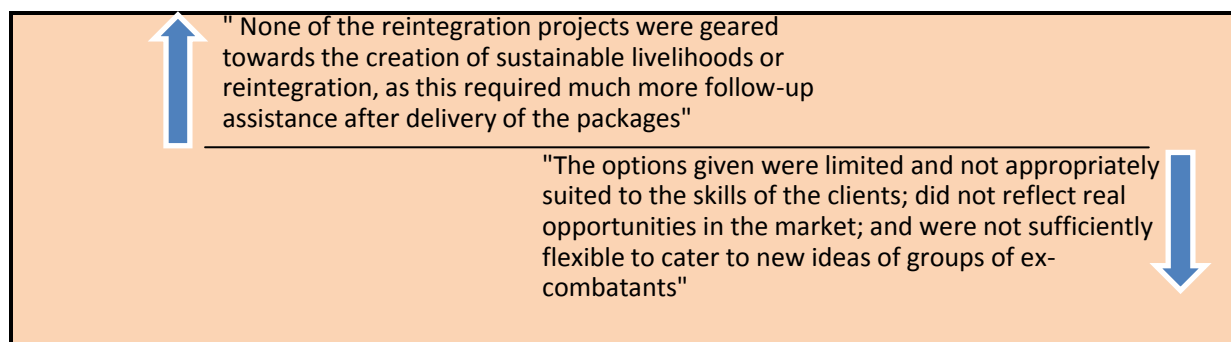 " None of the reintegration projects were geared
towards the creation of sustainable livelihoods or
reintegration, as this required much more follow-up
assistance after delivery of the packages"
"The options given were limited and not appropriately
suited to the skills of the clients; did not reflect real
opportunities in the market; and were not sufficiently
flexible to cater to new ideas of groups of ex-
combatants"